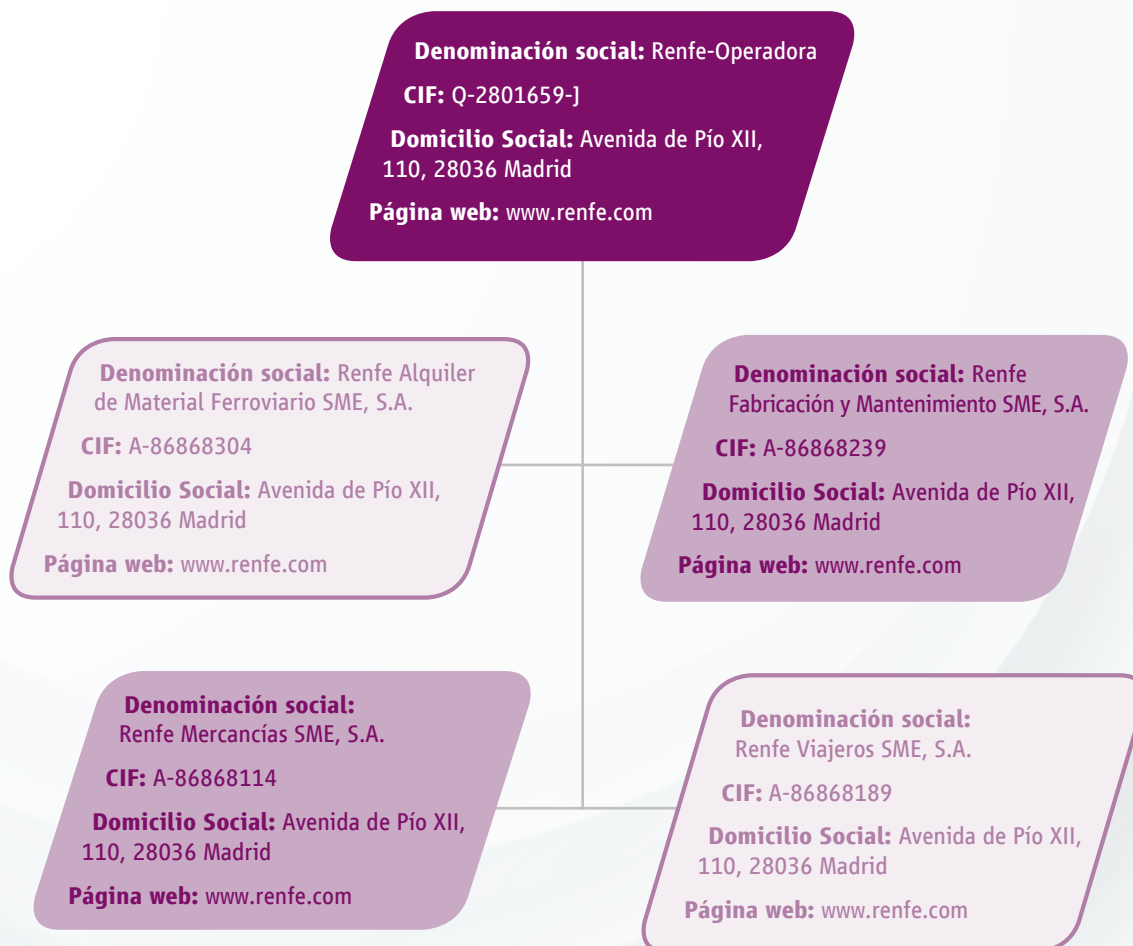 Denominación social: Renfe-Operadora
CIF: Q-2801659-J
Domicilio Social: Avenida de Pío XII,
110, 28036 Madrid
Página web: www.renfe.com
Denominación social: Renfe Alquiler
de Material Ferroviario SME, S.A.
CIF: A-86868304
Domicilio Social: Avenida de Pío XII,
110, 28036 Madrid
Página web: www.renfe.com
Denominación social: Renfe
Fabricación y Mantenimiento SME, S.A.
CIF: A-86868239
Domicilio Social: Avenida de Pío XII,
110, 28036 Madrid
Página web: www.renfe.com
Denominación social:
Renfe Mercancías SME, S.A.
CIF: A-86868114
Domicilio Social: Avenida de Pío XII,
110, 28036 Madrid
Página web: www.renfe.com
Denominación social:
Renfe Viajeros SME, S.A.
CIF: A-86868189
Domicilio Social: Avenida de Pío XII,
110, 28036 Madrid
Página web: www.renfe.com